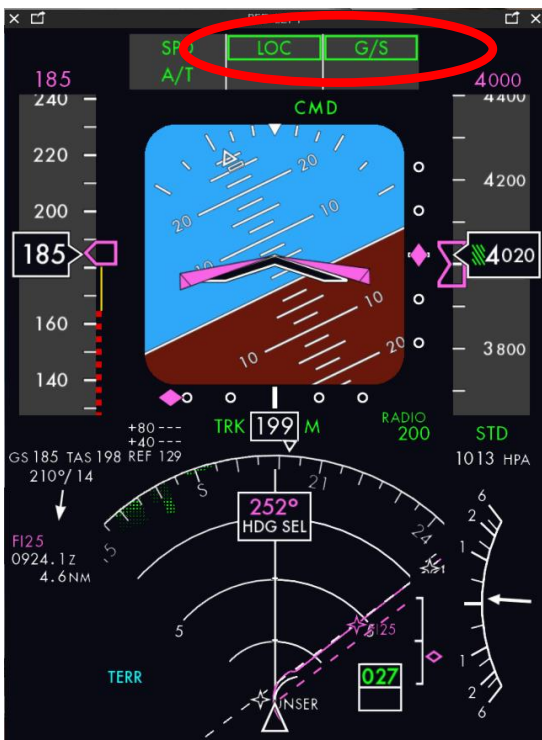 SPD LOC G/S
A/T
185 4000
CMD
240 4400
220 4200
200
185 4020
160 3800
140
20 20
10 10
10 10
20
+80---
+40---
TRK 199 M
RADIO
200
STD
1013 HPA
GS 185 TAS 198 REF 129
210°/14
S 21 24
252°
HDG SEL
FI25
0924.1Z
4.6NM
5
FI25
TERR
027
6
2
1
1
2
6